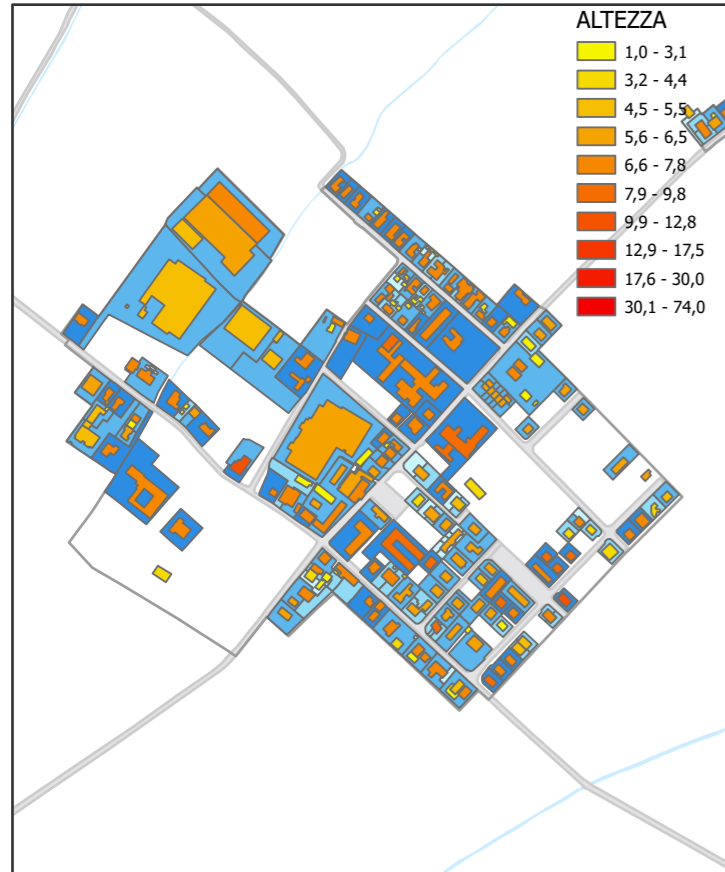 ALTEZZA
1,0 - 3,1
3,2 - 4,4
4,5 - 5,5
5,6 - 6,5
6,6 - 7,8
7,9 - 9,8
9,9 - 12,8
12,9 - 17,5
17,6 - 30,0
30,1 - 74,0